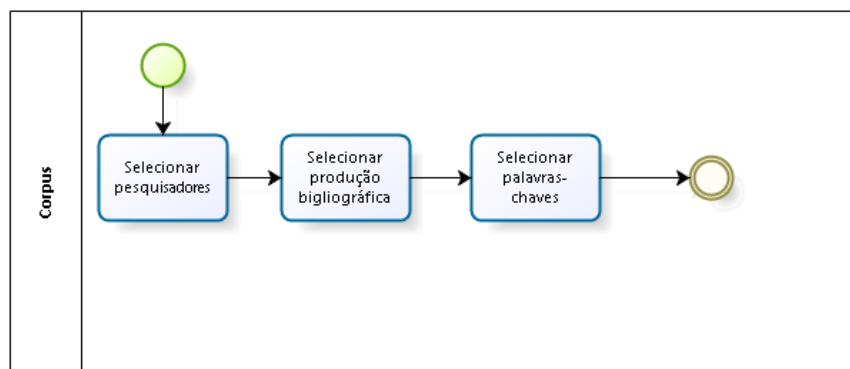 Corpus
Selecionar
pesquisadores
Selecionar
produção
bigliográfica
Selecionar
palavras-
chaves